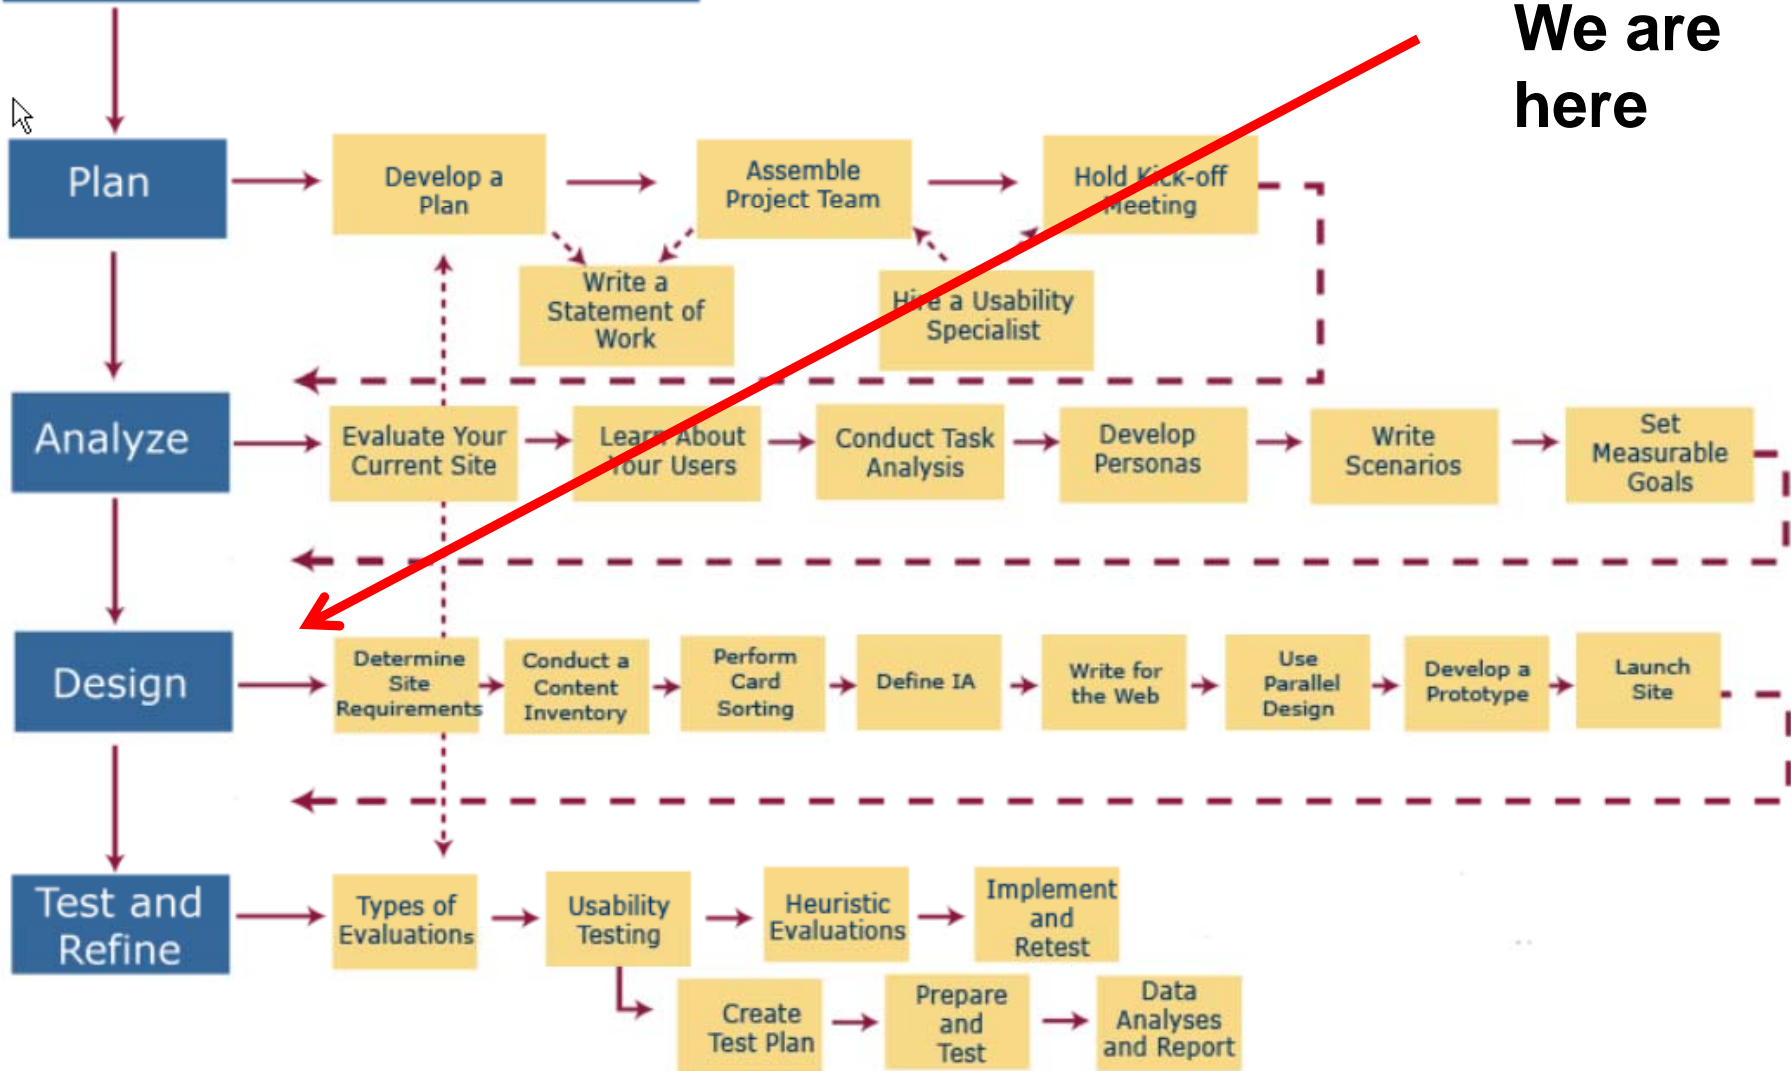 We are
here
Plan
Develop a
Plan
Assemble
Project Team
Hold Kick-off
Meeting
Write a
Statement of
Work
Hire a Usability
Specialist
Analyze
Evaluate Your
Current Site
Learn About
Your Users
Conduct Task
Analysis
Develop
Personas
Write
Scenarios
Set
Measurable
Goals
Design
Determine
Site
Requirements
Conduct a
Content
Inventory
Perform
Card
Sorting
Define IA
Write for
the Web
Use
Parallel
Design
Develop a
Prototype
Launch
Site
Test and
Refine
Types of
Evaluations
Usability
Testing
Heuristic
Evaluations
Implement
and
Retest
Create
Test Plan
Prepare
and
Test
Data
Analyses
and Report